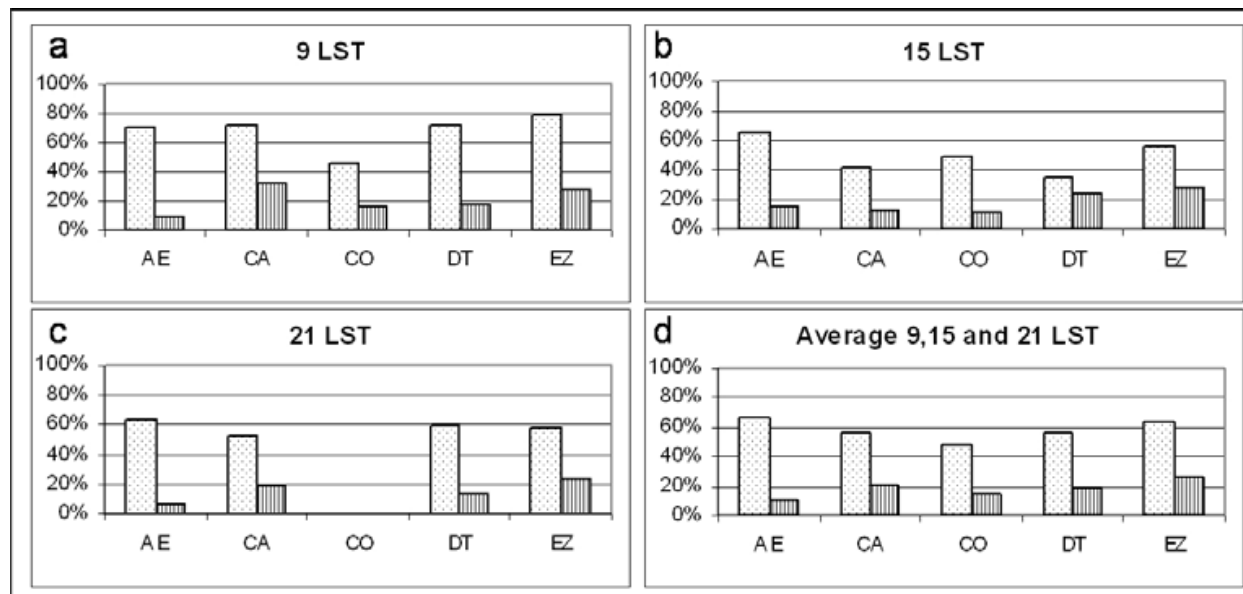 a
9 LST
100%
80%
60%
40%
20%
0%
AE CA CO DT EZ
b
15 LST
100%
80%
60%
40%
20%
0%
AE CA CO DT EZ
c
21 LST
100%
80%
60%
40%
20%
0%
AE CA CO DT EZ
d
Average 9,15 and 21 LST
100%
80%
60%
40%
20%
0%
AE CA CO DT EZ